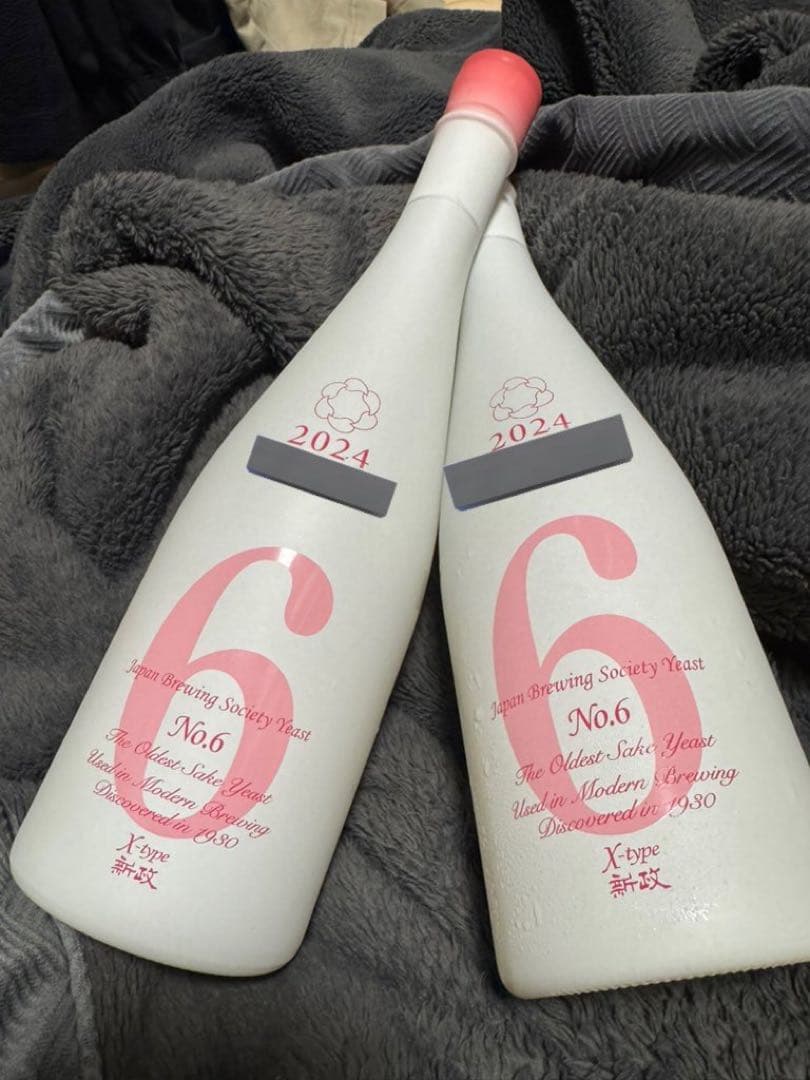 2024
6
Japan Brewing Society Yeast
No.6
The Oldest Sake Yeast
Used in Modern Brewing
Discovered in 1930
X-type
新政
2024
6
Japan Brewing Society Yeast
No.6
The Oldest Sake Yeast
Used in Modern Brewing
Discovered in 1930
X-type
新政